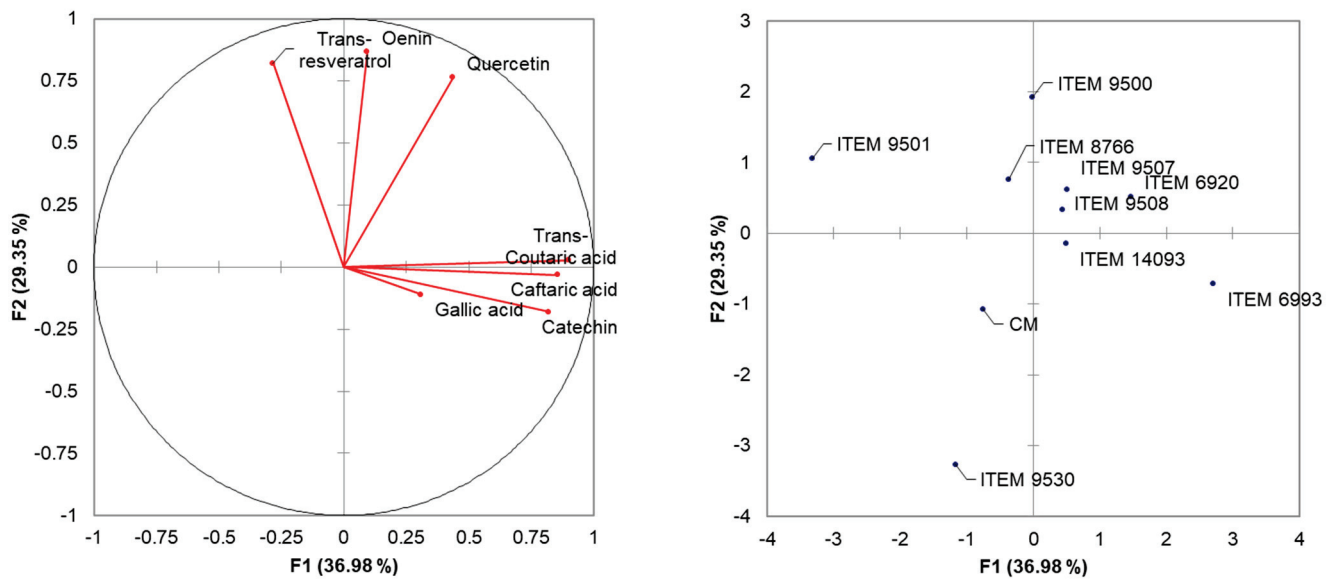 1
0.75
0.5
0.25
0
-0.25
-0.5
-0.75
-1
-1
-0.75
-0.5
-0.25
0
0.25
0.5
0.75
1
F2 (29.35 %)
F1 (36.98 %)
Trans-
resveratrol
Oenin
Quercetin
Trans-
Coutaric acid
Caftaric acid
Gallic acid
Catechin
3
2
1
0
-1
-2
-3
-4
-4
-3
-2
-1
0
1
2
3
4
F2 (29.35 %)
F1 (36.98 %)
ITEM 9500
ITEM 9501
ITEM 8766
ITEM 9507
ITEM 6920
ITEM 9508
ITEM 14093
ITEM 6993
CM
ITEM 9530